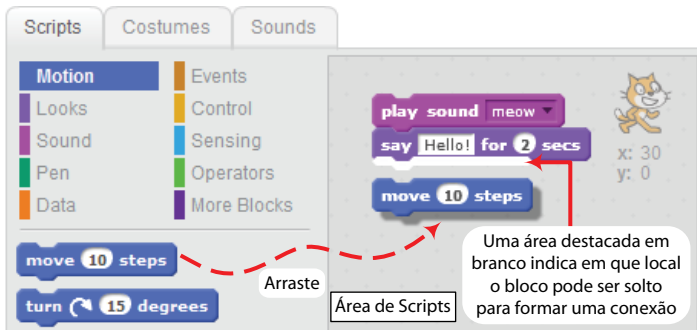 Scripts
Costumes
Sounds
Motion
Events
Looks
Control
Sound
Sensing
Pen
Operators
Data
More Blocks
move 10 steps
turn 15 degrees
Arraste
play sound meow
say Hello! for 2 secs
move 10 steps
x: 30
y: 0
Área de Scripts
Uma área destacada em
branco indica em que local
o bloco pode ser solto
para formar uma conexão